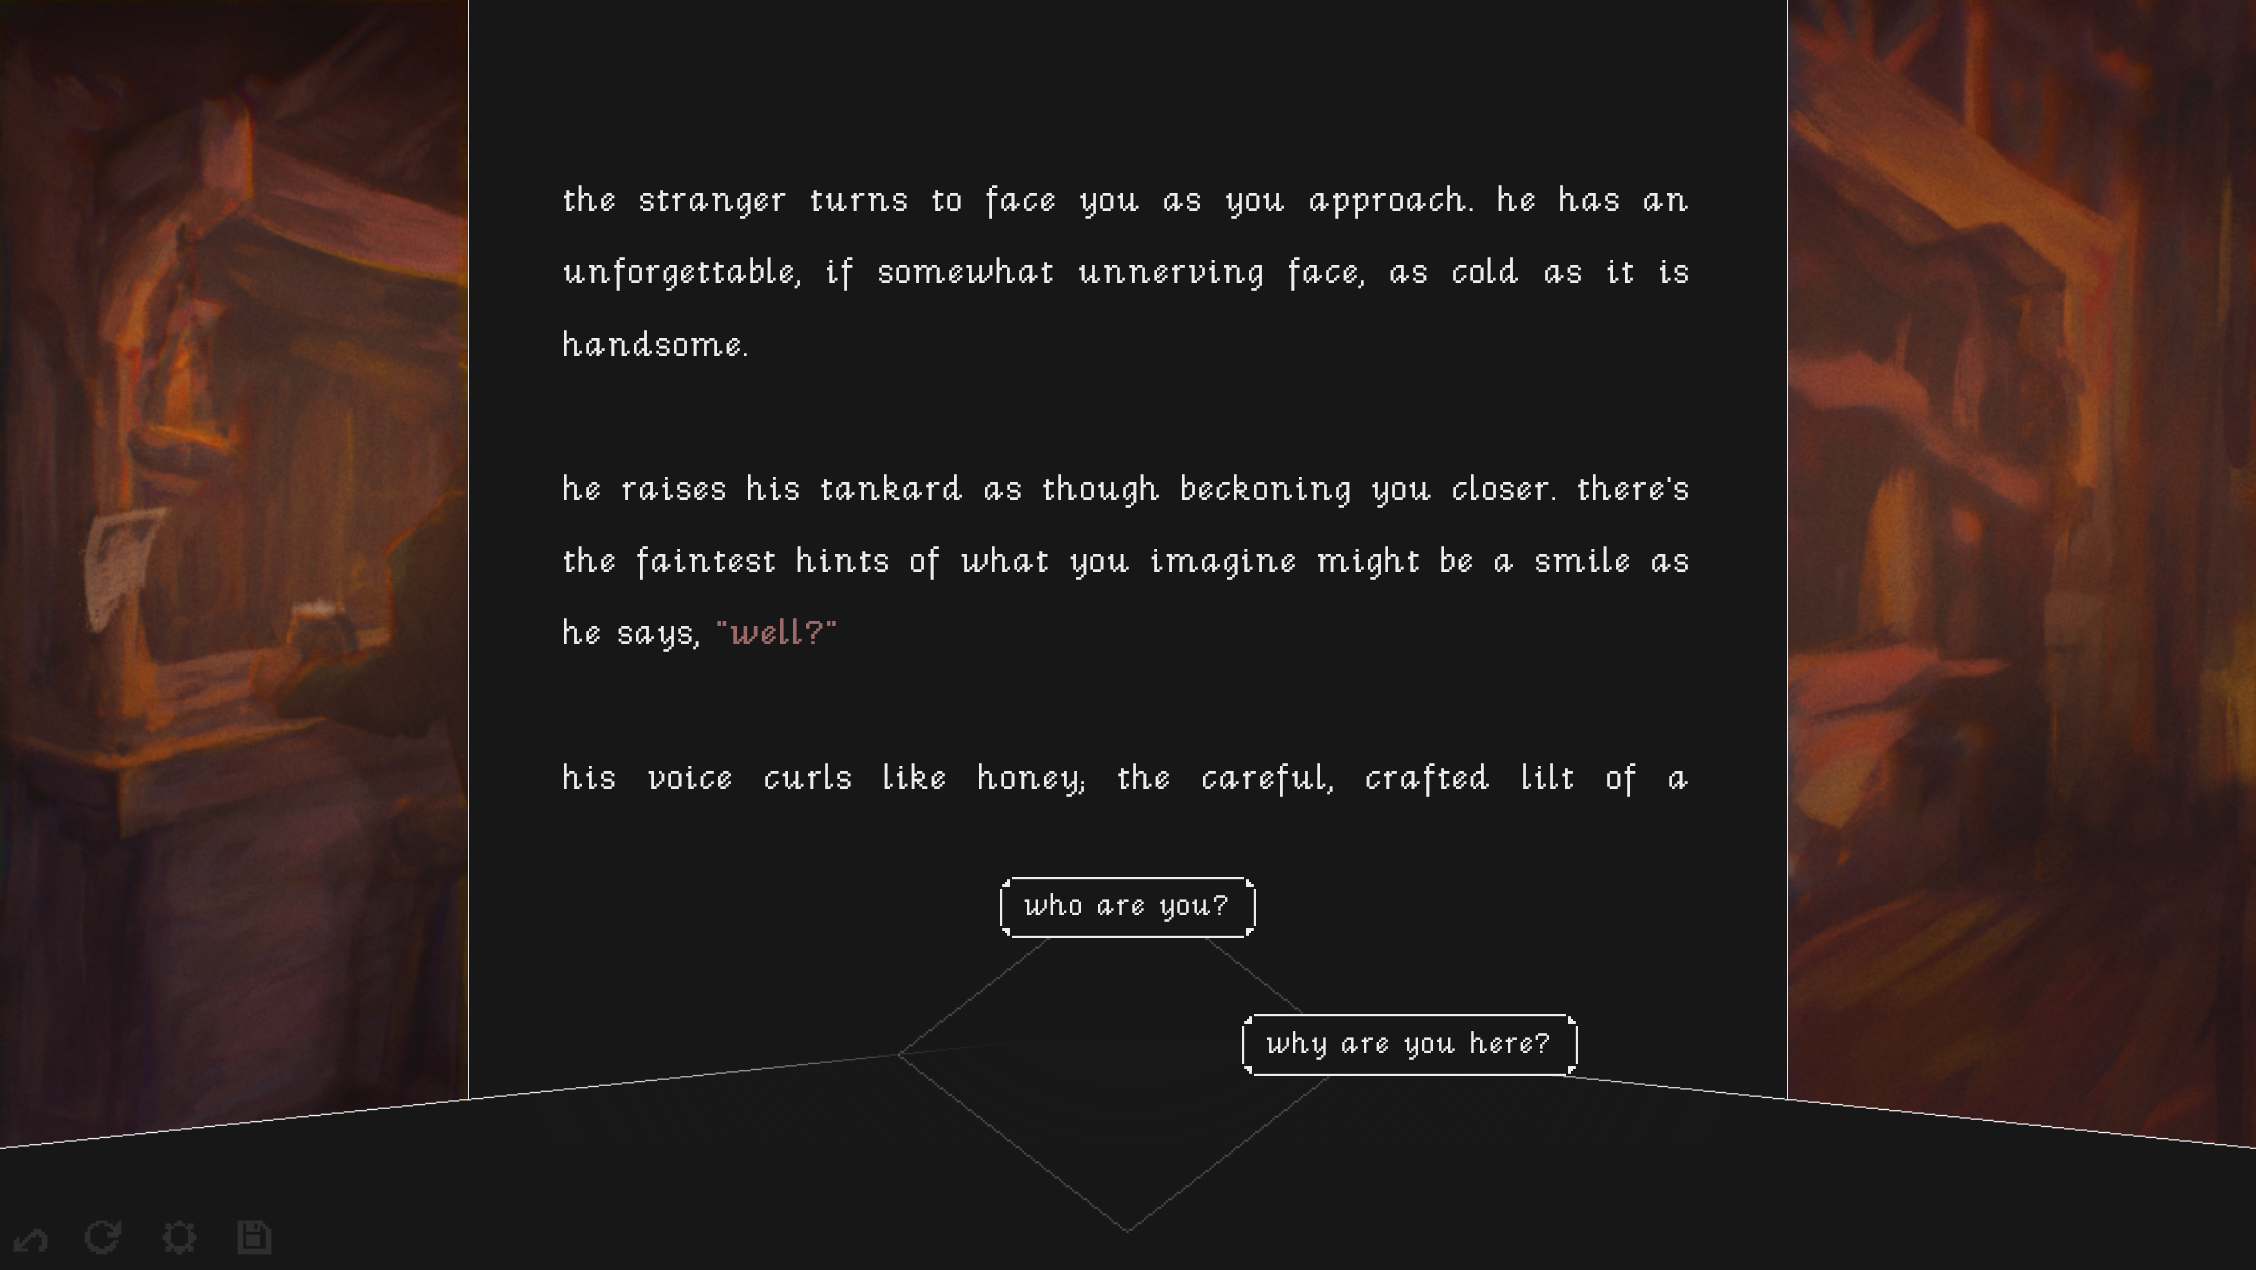 the stranger turns to face you as you approach. he has an
unforgettable, if somewhat unnerving face, as cold as it is
handsome.
he raises his tankard as though beckoning you closer. there's
the faintest hints of what you imagine might be a smile as
he says, "well?"
his voice curls like honey; the careful, crafted lilt of a
who are you?
why are you here?